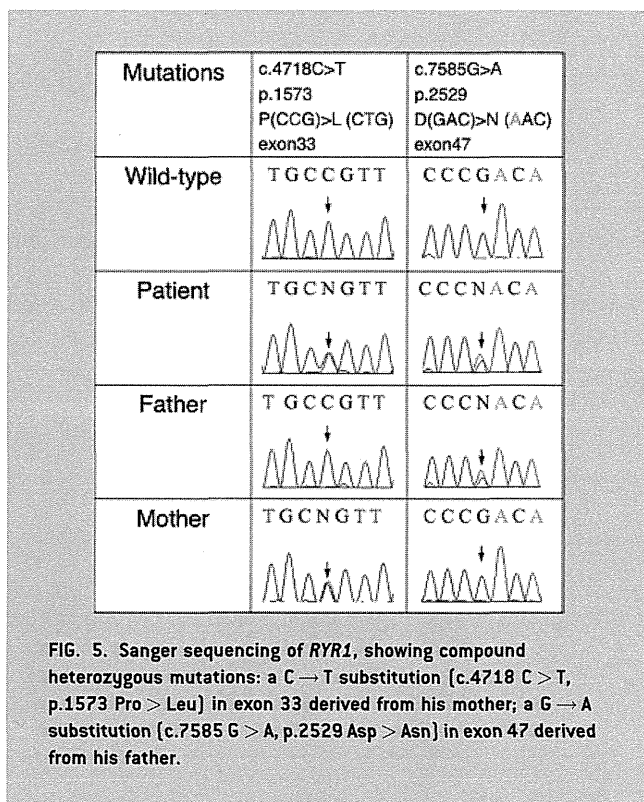 Mutations
c.4718C>T
p.1573
P(CCG)>L (CTG)
exon33
c.7585G>A
p.2529
D(GAC)>N (AAC)
exon47
Wild-type
TGCCGTT
CCCGACA
Patient
TGCNGTT
CCCNACA
Father
T GCCGTT
CCCNACA
Mother
TGCNGTT
CCCGACA
FIG. 5. Sanger sequencing of RYR1, showing compound
heterozygous mutations: a C → T substitution (c.4718 C > T,
p.1573 Pro > Leu) in exon 33 derived from his mother; a G → A
substitution (c.7585 G > A, p.2529 Asp > Asn) in exon 47 derived
from his father.